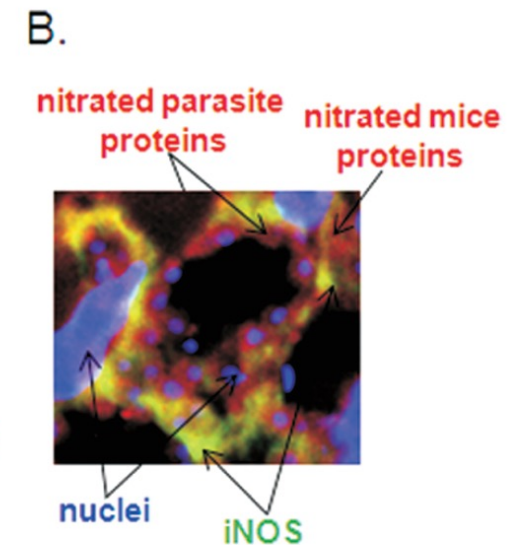 B.
nitrated parasite
proteins
nitrated mice
proteins
nuclei
iNOS